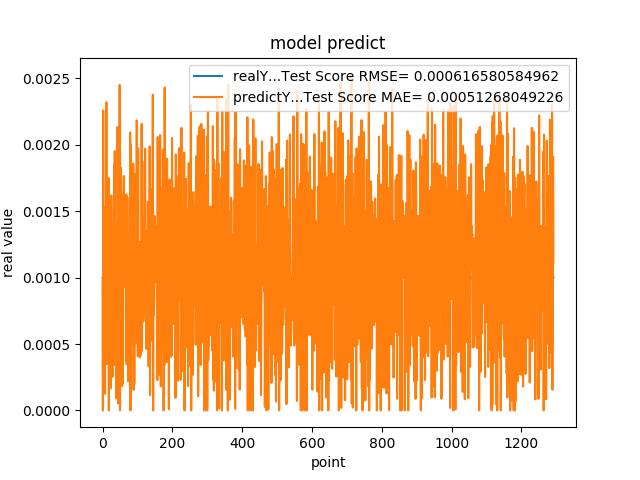 model predict
realY...Test Score RMSE= 0.000616580584962
predictY...Test Score MAE= 0.00051268049226
0.0025
0.0020
0.0015
0.0010
0.0005
0.0000
real value
0 200 400 600 800 1000 1200
point